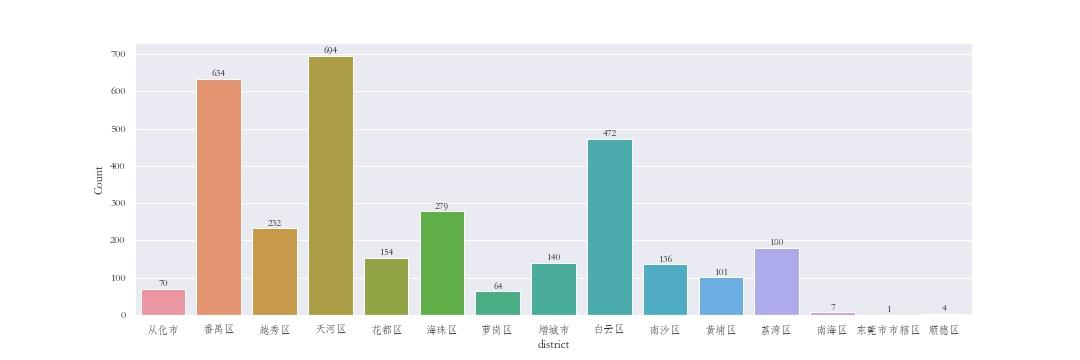 700
600
500
400
300
200
100
0
Count
70
634
232
694
154
279
64
140
472
136
101
180
7
1
4
从化市
番禺区
越秀区
天河区
花都区
海珠区
萝岗区
增城市
白云区
南沙区
黄埔区
荔湾区
南海区
东莞市市辖区
顺德区
district